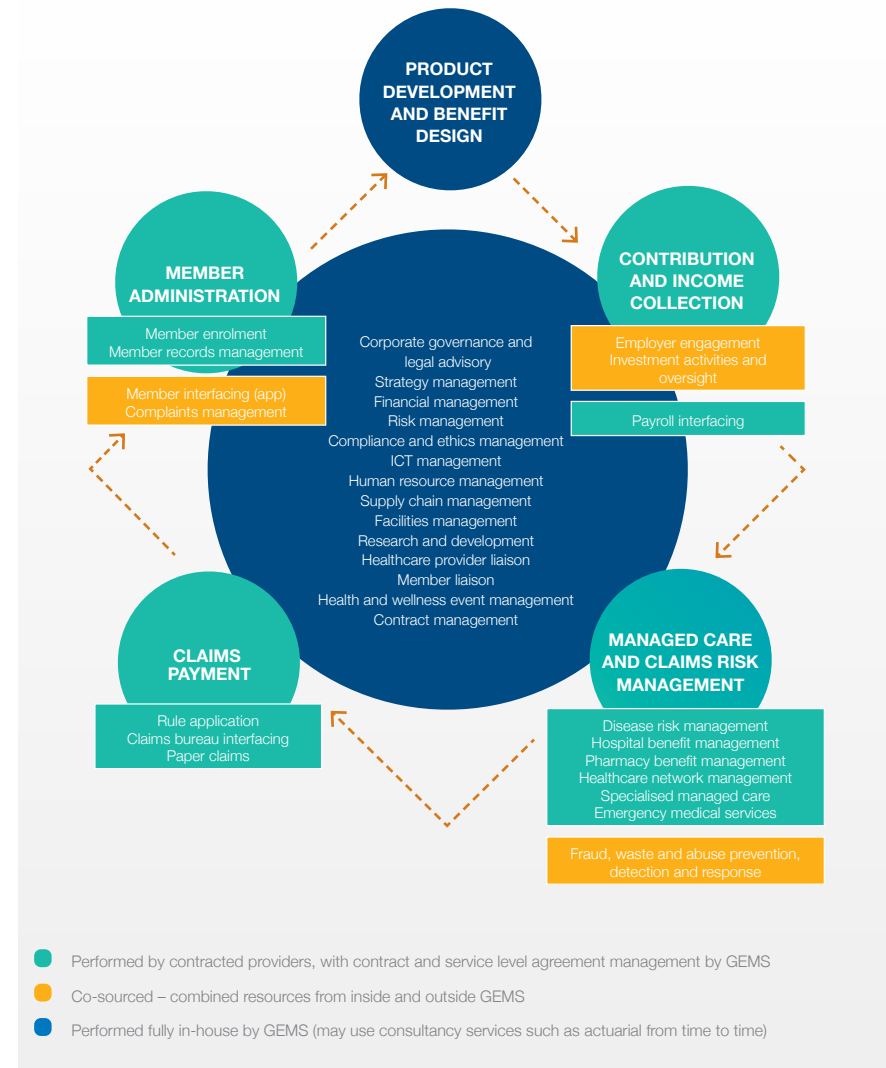 PRODUCT
DEVELOPMENT
AND BENEFIT
DESIGN
MEMBER
ADMINISTRATION
Member enrolment
Member records management
Member interfacing (app)
Complaints management
CONTRIBUTION
AND INCOME
COLLECTION
Employer engagement
Investment activities and
oversight
Payroll interfacing
Corporate governance and
legal advisory
Strategy management
Financial management
Risk management
Compliance and ethics management
ICT management
Human resource management
Supply chain management
Facilities management
Research and development
Healthcare provider liaison
Member liaison
Health and wellness event management
Contract management
CLAIMS
PAYMENT
Rule application
Claims bureau interfacing
Paper claims
MANAGED CARE
AND CLAIMS RISK
MANAGEMENT
Disease risk management
Hospital benefit management
Pharmacy benefit management
Healthcare network management
Specialised managed care
Emergency medical services
Fraud, waste and abuse prevention,
detection and response
Performed by contracted providers, with contract and service level agreement management by GEMS
Co-sourced – combined resources from inside and outside GEMS
Performed fully in-house by GEMS (may use consultancy services such as actuarial from time to time)